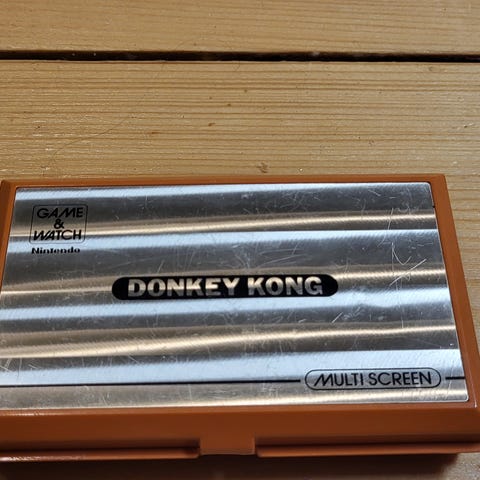 GAME
&
WATCH
Nintendo
DONKEY KONG
MULTI SCREEN